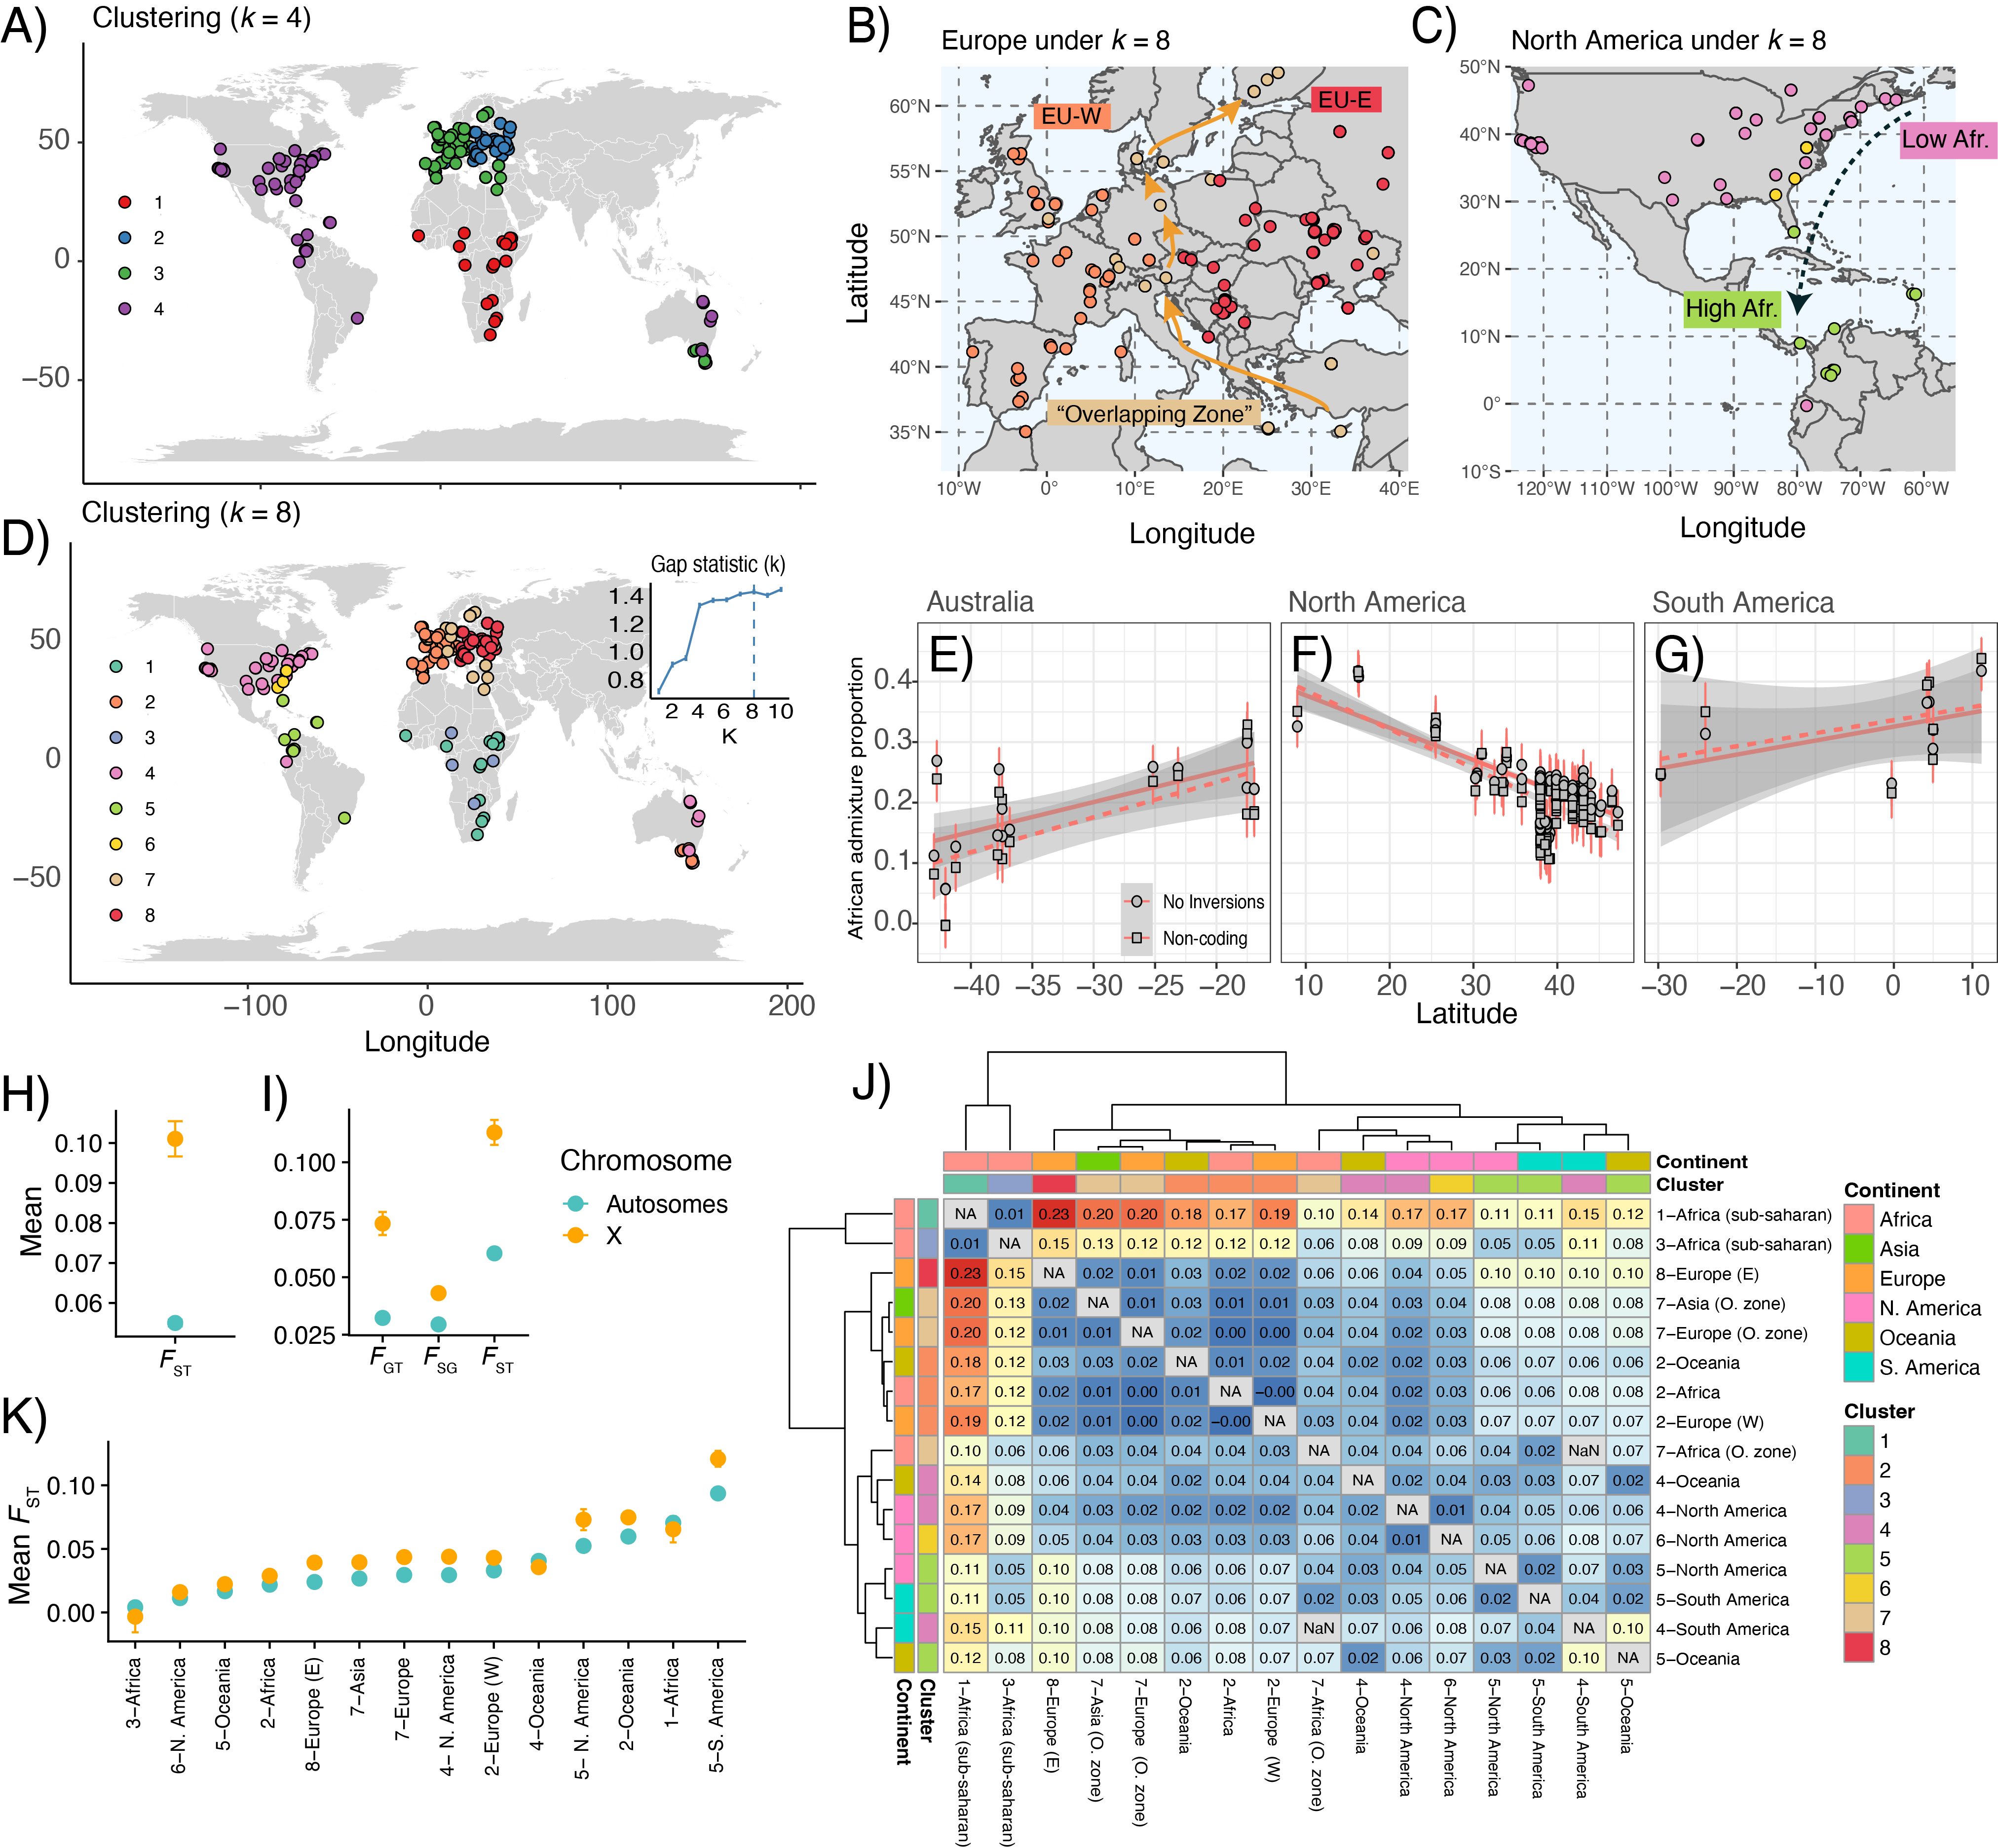 A)
Clustering (k = 4)
50
0
−50
1
2
3
4
B)
Europe under k = 8
EU-W
EU-E
"Overlapping Zone"
60°N
55°N
50°N
45°N
40°N
35°N
10°W 0° 10°E 20°E 30°E 40°E
Latitude
Longitude
C)
North America under k = 8
Low Afr.
High Afr.
50°N
40°N
30°N
20°N
10°N
0°
10°S
120°W 110°W 100°W 90°W 80°W 70°W 60°W
Longitude
D)
Clustering (k = 8)
50
0
−50
1
2
3
4
5
6
7
8
Gap statistic (k)
1.4
1.2
1.0
0.8
2 4 6 8 10
K
−100 0 100 200
Longitude
Australia
North America
South America
E)
F)
G)
African admixture proportion
0.4
0.3
0.2
0.1
0.0
No Inversions
Non-coding
−40 −35 −30 −25 −20
10 20 30 40
−30 −20 −10 0 10
Latitude
H)
Mean
0.10
0.09
0.08
0.07
0.06
FST
I)
0.100
0.075
0.050
0.025
FGT FSG FST
Chromosome
Autosomes
X
J)
Continent
Cluster
NA 0.01 0.23 0.20 0.20 0.18 0.17 0.19 0.10 0.14 0.17 0.17 0.11 0.11 0.15 0.12 1−Africa (sub−saharan)
0.01 NA 0.15 0.13 0.12 0.12 0.12 0.12 0.06 0.08 0.09 0.09 0.05 0.05 0.11 0.08 3−Africa (sub−saharan)
0.23 0.15 NA 0.02 0.01 0.03 0.02 0.02 0.06 0.06 0.04 0.05 0.10 0.10 0.10 0.10 8−Europe (E)
0.20 0.13 0.02 NA 0.01 0.03 0.01 0.01 0.03 0.04 0.03 0.04 0.08 0.08 0.08 0.08 7−Asia (O. zone)
0.20 0.12 0.01 0.01 NA 0.02 0.00 0.00 0.04 0.04 0.02 0.03 0.08 0.08 0.08 0.08 7−Europe (O. zone)
0.18 0.12 0.03 0.03 0.02 NA 0.01 0.02 0.04 0.02 0.02 0.03 0.06 0.07 0.06 0.06 2−Oceania
0.17 0.12 0.02 0.01 0.00 0.01 NA −0.00 0.04 0.04 0.02 0.03 0.06 0.06 0.08 0.08 2−Africa
0.19 0.12 0.02 0.01 0.00 0.02 −0.00 NA 0.03 0.04 0.02 0.03 0.07 0.07 0.07 0.07 2−Europe (W)
0.10 0.06 0.06 0.03 0.04 0.04 0.04 0.03 NA 0.04 0.04 0.06 0.04 0.02 NaN 0.07 7−Africa (O. zone)
0.14 0.08 0.06 0.04 0.04 0.02 0.04 0.04 0.04 NA 0.02 0.04 0.03 0.03 0.07 0.02 4−Oceania
0.17 0.09 0.04 0.03 0.02 0.02 0.02 0.02 0.04 0.02 NA 0.01 0.04 0.05 0.06 0.06 4−North America
0.17 0.09 0.05 0.04 0.03 0.03 0.03 0.03 0.06 0.04 0.01 NA 0.05 0.06 0.08 0.07 6−North America
0.11 0.05 0.10 0.08 0.08 0.06 0.06 0.07 0.04 0.03 0.04 0.05 NA 0.02 0.07 0.03 5−North America
0.11 0.05 0.10 0.08 0.08 0.07 0.06 0.07 0.02 0.03 0.05 0.06 0.02 NA 0.04 0.02 5−South America
0.15 0.11 0.10 0.08 0.08 0.06 0.08 0.07 NaN 0.07 0.06 0.08 0.07 0.04 NA 0.10 4−South America
0.12 0.08 0.10 0.08 0.08 0.06 0.08 0.07 0.07 0.02 0.06 0.07 0.03 0.02 0.10 NA 5−Oceania
Continent
Cluster
1−Africa (sub−saharan)
3−Africa (sub−saharan)
8−Europe (E)
7−Asia (O. zone)
7−Europe (O. zone)
2−Oceania
2−Africa
2−Europe (W)
7−Africa (O. zone)
4−Oceania
4−North America
6−North America
5−North America
5−South America
4−South America
5−Oceania
Continent
Africa
Asia
Europe
N. America
Oceania
S. America
Cluster
1
2
3
4
5
6
7
8
K)
Mean FST
0.10
0.05
0.00
3−Africa
6−N. America
5−Oceania
2−Africa
8−Europe (E)
7−Asia
7−Europe
4− N. America
2−Europe (W)
4−Oceania
5− N. America
2−Oceania
1−Africa
5−S. America